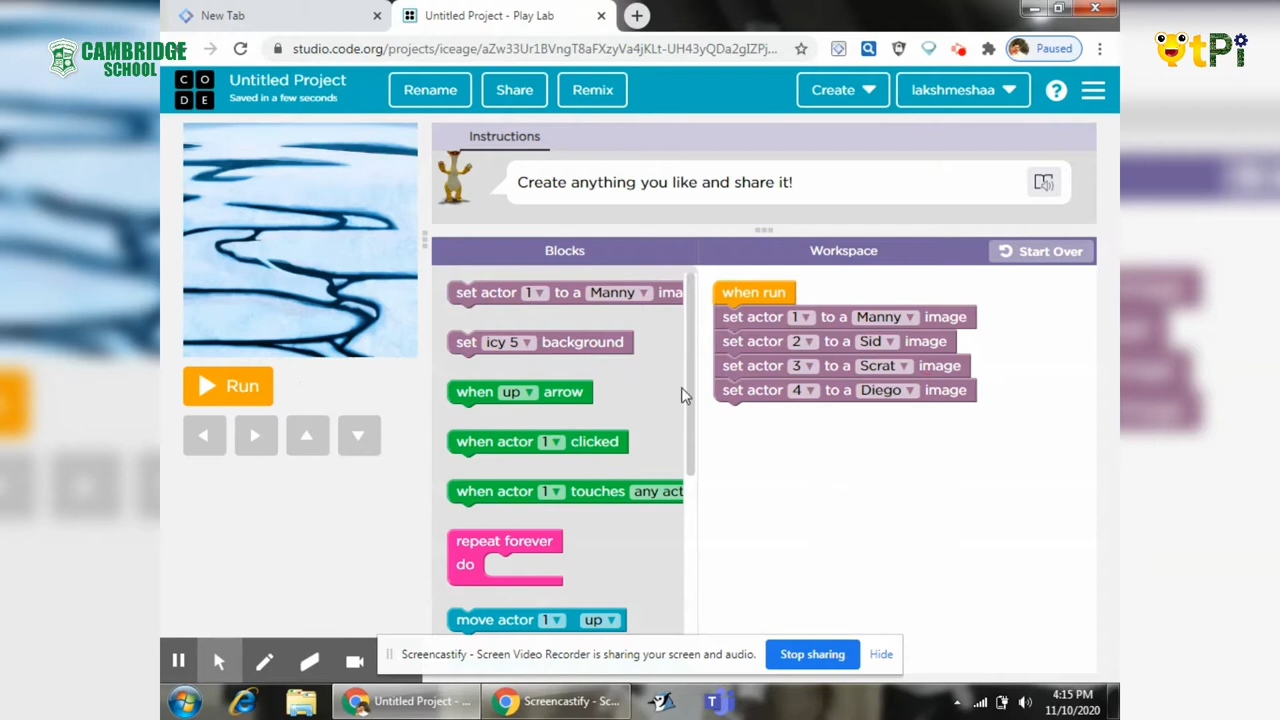 New Tab
Untitled Project - Play Lab
studio.code.org/projects/iceage/aZw33Ur1BVngT8aFXzyVa4jKLt-UH43yQDa2gIZPj...
Paused
CAMBRIDGE
SCHOOL
QtPi
C O
D E
Untitled Project
Saved in a few seconds
Rename
Share
Remix
Create
lakshmeshaa
?
Instructions
Create anything you like and share it!
Blocks
Workspace
Start Over
set actor 1 to a Manny ima
set icy 5 background
when up arrow
when actor 1 clicked
when actor 1 touches any act
repeat forever
do
move actor 1 up
when run
set actor 1 to a Manny image
set actor 2 to a Sid image
set actor 3 to a Scrat image
set actor 4 to a Diego image
Run
Screencastify - Screen Video Recorder is sharing your screen and audio.
Stop sharing
Hide
Untitled Project - ...
Screencastify - Sc...
4:15 PM
11/10/2020